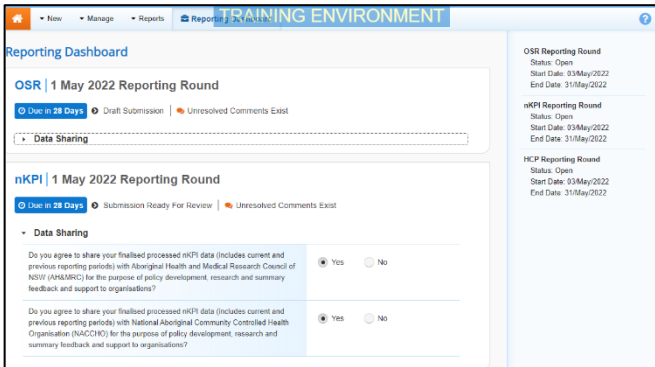 New Manage Reports Reporting Dashboard
TRAINING ENVIRONMENT
Reporting Dashboard
OSR | 1 May 2022 Reporting Round
Due in 28 Days Draft Submission | Unresolved Comments Exist
Data Sharing
nKPI | 1 May 2022 Reporting Round
Due in 28 Days Submission Ready For Review | Unresolved Comments Exist
Data Sharing
Do you agree to share your finalised processed nKPI data (includes current and
previous reporting periods) with Aboriginal Health and Medical Research Council of
NSW (AH&MRC) for the purpose of policy development, research and summary
feedback and support to organisations?
Yes No
Do you agree to share your finalised processed nKPI data (includes current and
previous reporting periods) with National Aboriginal Community Controlled Health
Organisation (NACCHO) for the purpose of policy development, research and
summary feedback and support to organisations?
Yes No
OSR Reporting Round
Status: Open
Start Date: 03/May/2022
End Date: 31/May/2022
nKPI Reporting Round
Status: Open
Start Date: 03/May/2022
End Date: 31/May/2022
HCP Reporting Round
Status: Open
Start Date: 03/May/2022
End Date: 31/May/2022